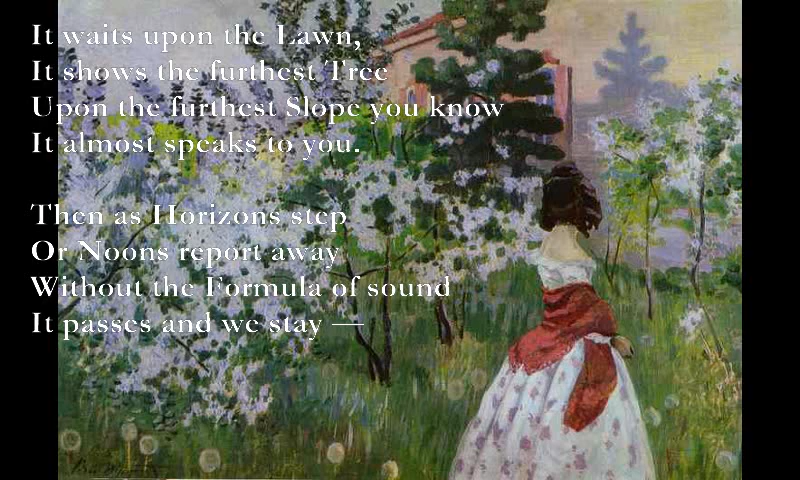 It waits upon the Lawn,
It shows the furthest Tree
Upon the furthest Slope you know
It almost speaks to you.
Then as Horizons step
Or Noons report away
Without the Formula of sound
It passes and we stay —